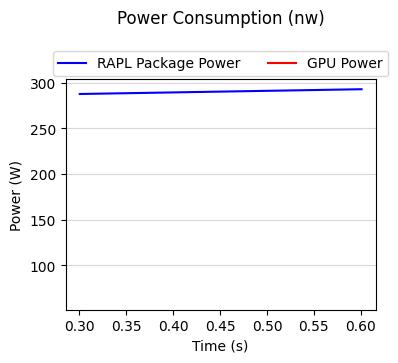 Power Consumption (nw)
RAPL Package Power
GPU Power
300
250
200
150
100
Power (W)
0.30 0.35 0.40 0.45 0.50 0.55 0.60
Time (s)